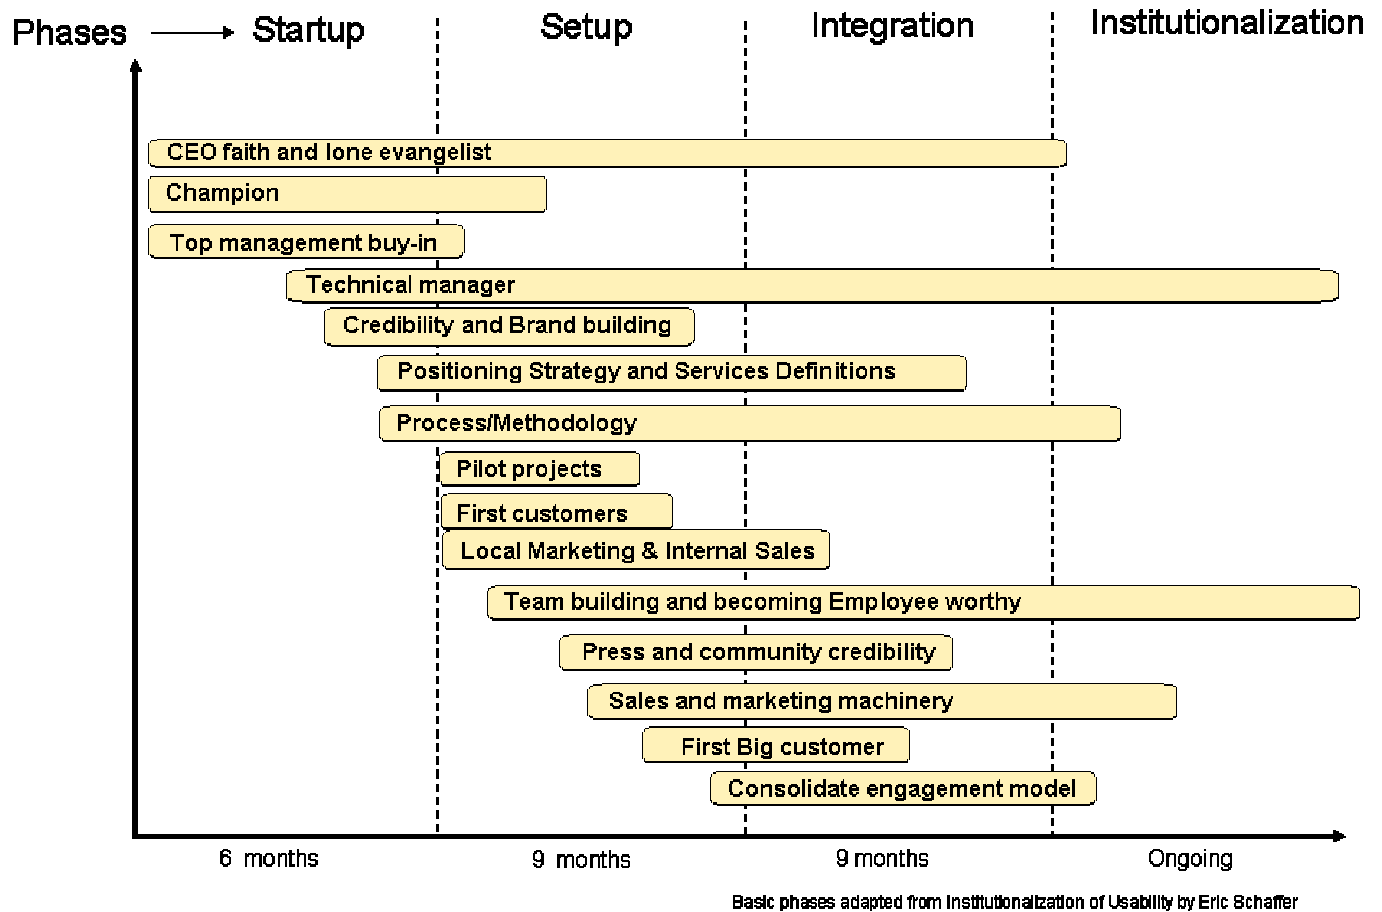 Phases Startup Setup Integration Institutionalization
CEO faith and lone evangelist
Champion
Top management buy-in
Technical manager
Credibility and Brand building
Positioning Strategy and Services Definitions
Process/Methodology
Pilot projects
First customers
Local Marketing & Internal Sales
Team building and becoming Employee worthy
Press and community credibility
Sales and marketing machinery
First Big customer
Consolidate engagement model
6 months 9 months 9 months Ongoing
Basic phases adapted from Institutionalization of Usability by Eric Schaffer